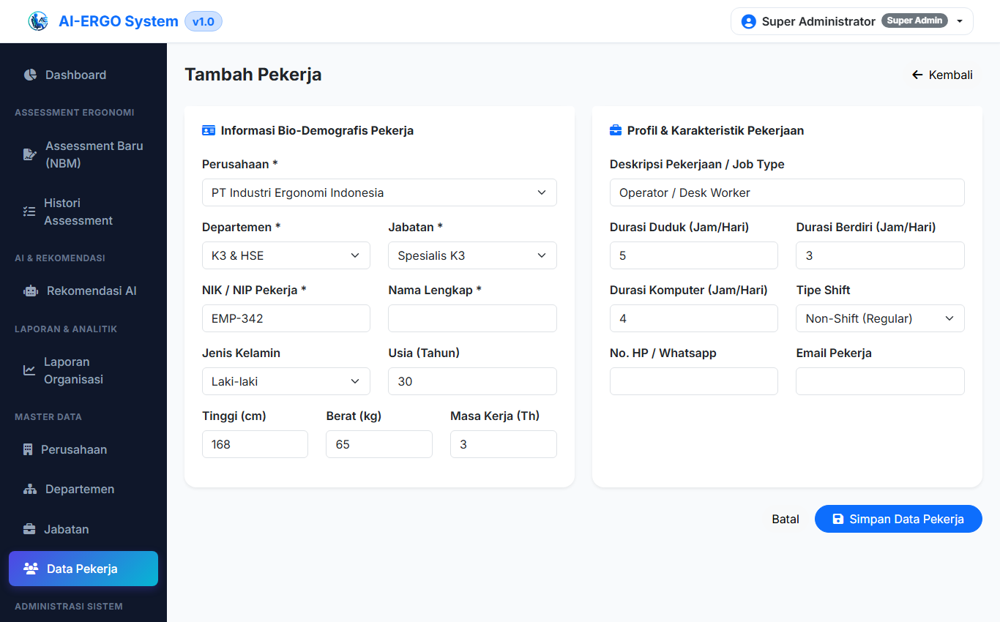 AI-ERGO System v1.0
Super Administrator Super Admin
Dashboard
ASSESSMENT ERGONOMI
Assessment Baru
(NBM)
Histori
Assessment
AI & REKOMENDASI
Rekomendasi AI
LAPORAN & ANALITIK
Laporan
Organisasi
MASTER DATA
Perusahaan
Departemen
Jabatan
Data Pekerja
ADMINISTRASI SISTEM
Tambah Pekerja
Kembali
Informasi Bio-Demografis Pekerja
Perusahaan *
PT Industri Ergonomi Indonesia
Departemen * Jabatan *
K3 & HSE Spesialis K3
NIK / NIP Pekerja * Nama Lengkap *
EMP-342
Jenis Kelamin Usia (Tahun)
Laki-laki 30
Tinggi (cm) Berat (kg) Masa Kerja (Th)
168 65 3
Profil & Karakteristik Pekerjaan
Deskripsi Pekerjaan / Job Type
Operator / Desk Worker
Durasi Duduk (Jam/Hari) Durasi Berdiri (Jam/Hari)
5 3
Durasi Komputer (Jam/Hari) Tipe Shift
4 Non-Shift (Regular)
No. HP / Whatsapp Email Pekerja
Batal Simpan Data Pekerja